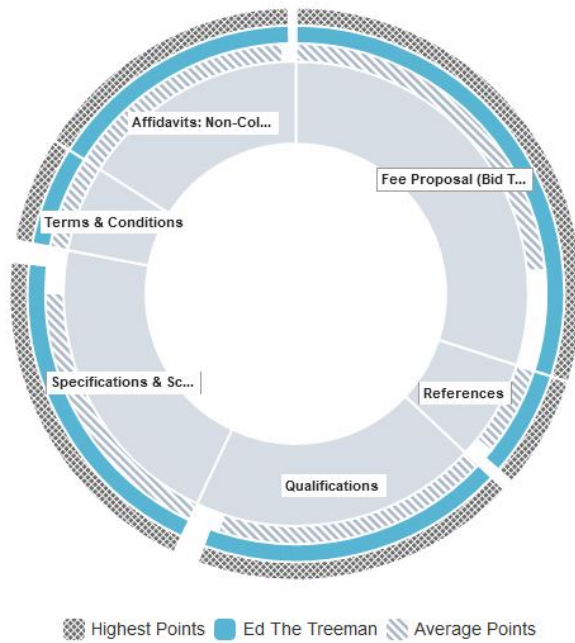 Affidavits: Non-Col...
Fee Proposal (Bid T...
Terms & Conditions
Specifications & Sc...
References
Qualifications
Highest Points Ed The Treeman Average Points